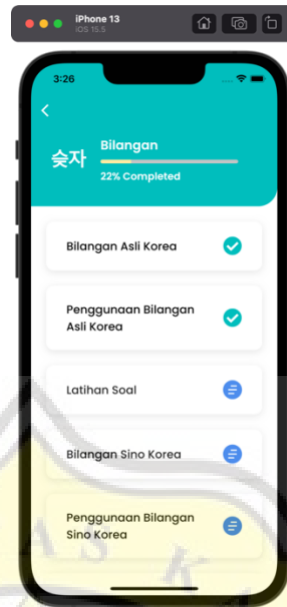 iPhone 13
iOS 15.5
3:26
숫자
Bilangan
22% Completed
Bilangan Asli Korea
Penggunaan Bilangan
Asli Korea
Latihan Soal
Bilangan Sino Korea
Penggunaan Bilangan
Sino Korea